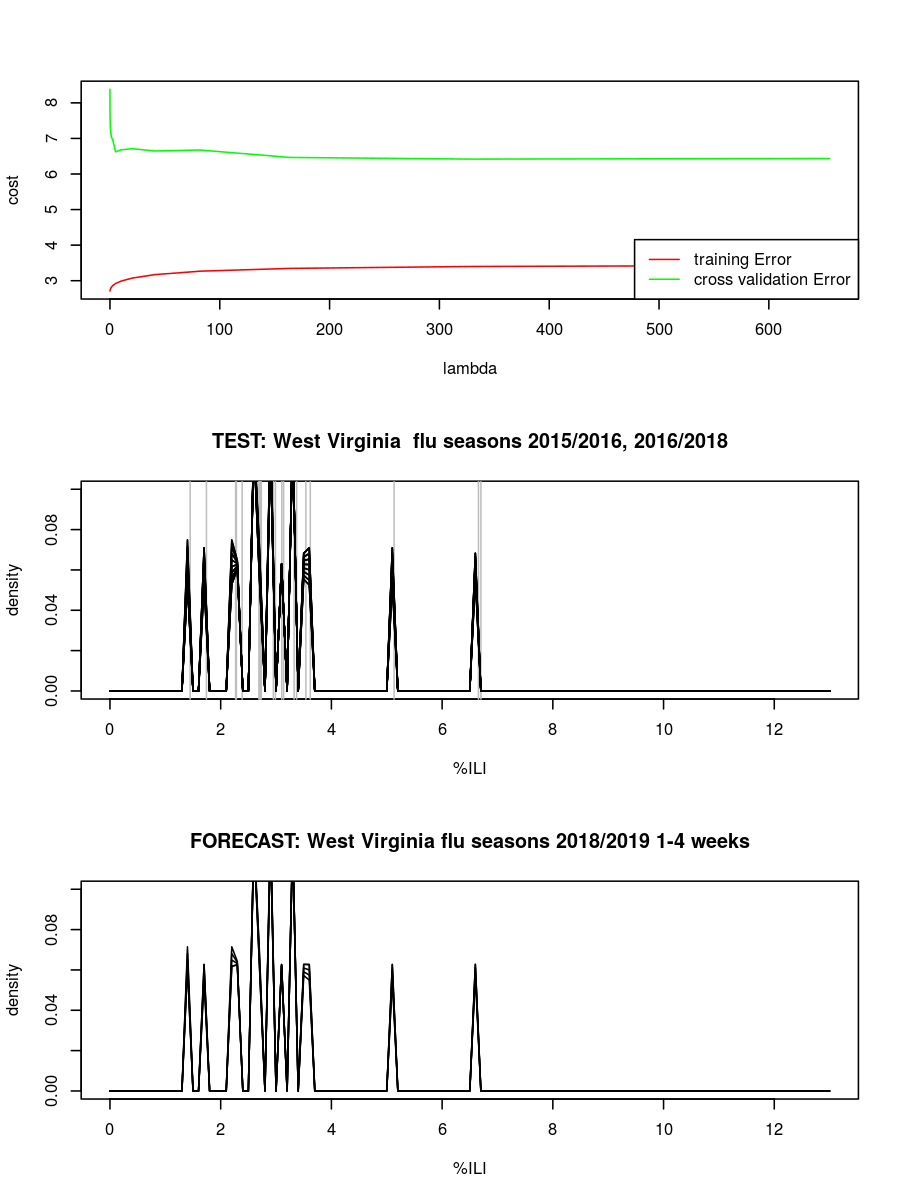 8
7
6
5
4
3
cost
training Error
cross validation Error
0 100 200 300 400 500 600
lambda
TEST: West Virginia  flu seasons 2015/2016, 2016/2018
0.08
0.04
0.00
density
0 2 4 6 8 10 12
%ILI
FORECAST: West Virginia flu seasons 2018/2019 1-4 weeks
0.08
0.04
0.00
density
0 2 4 6 8 10 12
%ILI